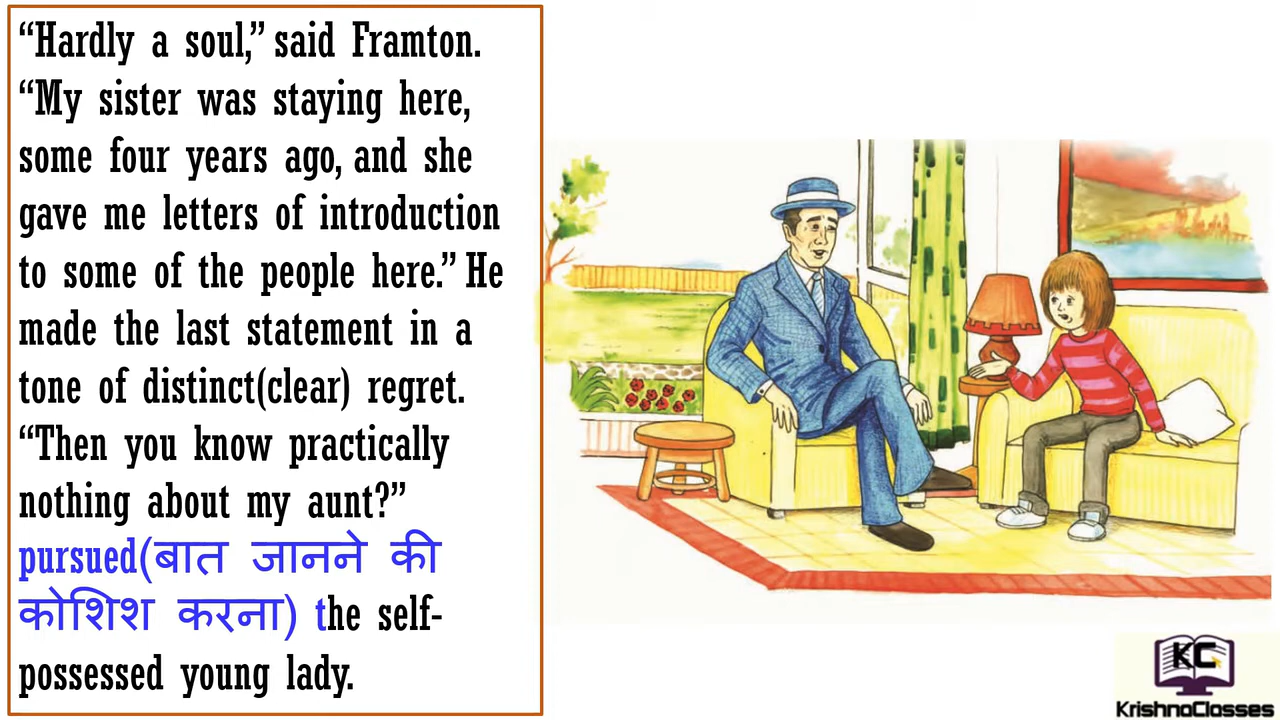 “Hardly a soul,” said Framton.
“My sister was staying here,
some four years ago, and she
gave me letters of introduction
to some of the people here.” He
made the last statement in a
tone of distinct(clear) regret.
“Then you know practically
nothing about my aunt?”
pursued(बात जानने की
कोशिश करना) the self-
possessed young lady.
KC
KrishnaClasses